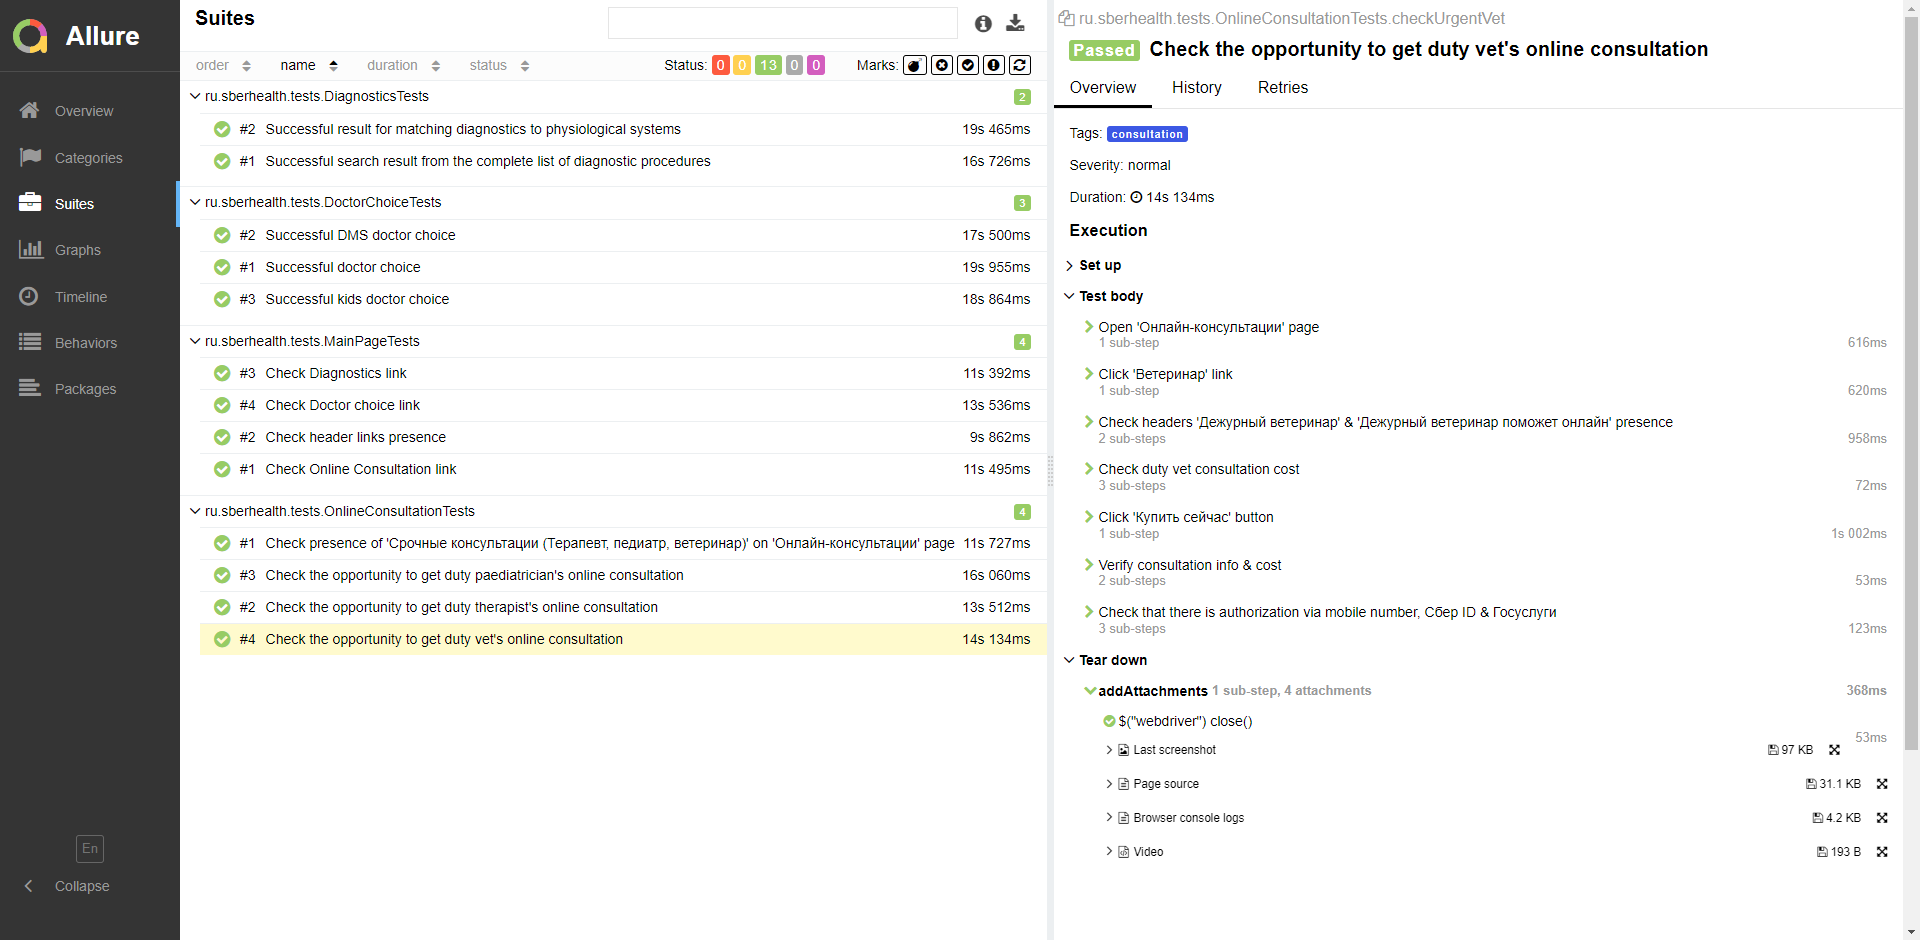 Allure
Overview
Categories
Suites
Graphs
Timeline
Behaviors
Packages
En
Collapse
Suites
order name duration status
Status: 0 0 13 0 0 Marks:
ru.sberhealth.tests.DiagnosticsTests 2
#2 Successful result for matching diagnostics to physiological systems 19s 465ms
#1 Successful search result from the complete list of diagnostic procedures 16s 726ms
ru.sberhealth.tests.DoctorChoiceTests 3
#2 Successful DMS doctor choice 17s 500ms
#1 Successful doctor choice 19s 955ms
#3 Successful kids doctor choice 18s 864ms
ru.sberhealth.tests.MainPageTests 4
#3 Check Diagnostics link 11s 392ms
#4 Check Doctor choice link 13s 536ms
#2 Check header links presence 9s 862ms
#1 Check Online Consultation link 11s 495ms
ru.sberhealth.tests.OnlineConsultationTests 4
#1 Check presence of 'Срочные консультации (Терапевт, педиатр, ветеринар)' on 'Онлайн-консультации' page 11s 727ms
#3 Check the opportunity to get duty paediatrician's online consultation 16s 060ms
#2 Check the opportunity to get duty therapist's online consultation 13s 512ms
#4 Check the opportunity to get duty vet's online consultation 14s 134ms
ru.sberhealth.tests.OnlineConsultationTests.checkUrgentVet
Passed Check the opportunity to get duty vet's online consultation
Overview History Retries
Tags: consultation
Severity: normal
Duration: 14s 134ms
Execution
Set up
Test body
Open 'Онлайн-консультации' page
1 sub-step 616ms
Click 'Ветеринар' link
1 sub-step 620ms
Check headers 'Дежурный ветеринар' & 'Дежурный ветеринар поможет онлайн' presence
2 sub-steps 958ms
Check duty vet consultation cost
3 sub-steps 72ms
Click 'Купить сейчас' button
1 sub-step 1s 002ms
Verify consultation info & cost
2 sub-steps 53ms
Check that there is authorization via mobile number, Сбер ID & Госуслуги
3 sub-steps 123ms
Tear down
addAttachments 1 sub-step, 4 attachments 368ms
$("webdriver") close()
53ms
Last screenshot 97 KB
Page source 31.1 KB
Browser console logs 4.2 KB
Video 193 B